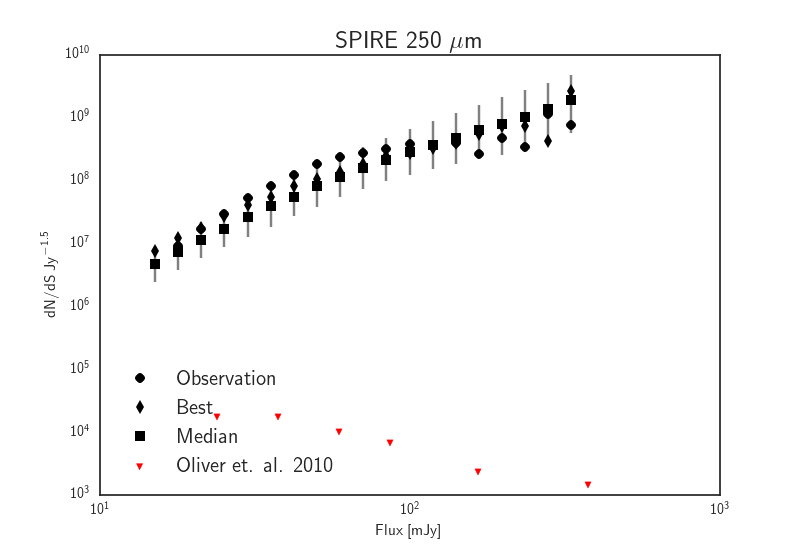 SPIRE 250 μm
10^10
10^9
10^8
10^7
10^6
10^5
10^4
10^3
dN/dS Jy^−1.5
Observation
Best
Median
Oliver et. al. 2010
10^1
10^2
10^3
Flux [mJy]